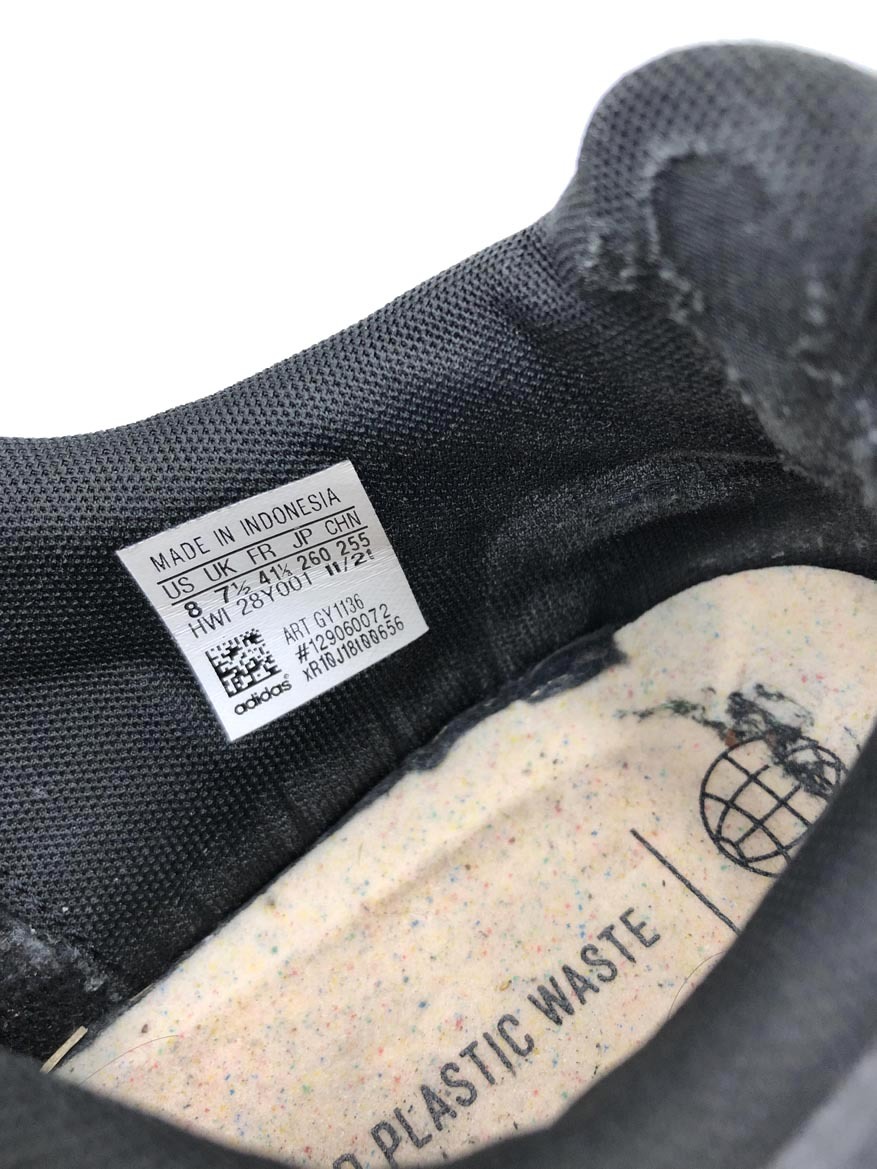 MADE IN INDONESIA
US UK FR JP CHN
8 7½ 41⅓ 260 255
HWI 28Y001 11/21
ART GY1136
#129060072
xR10J18t00656
adidas
PLASTIC WASTE